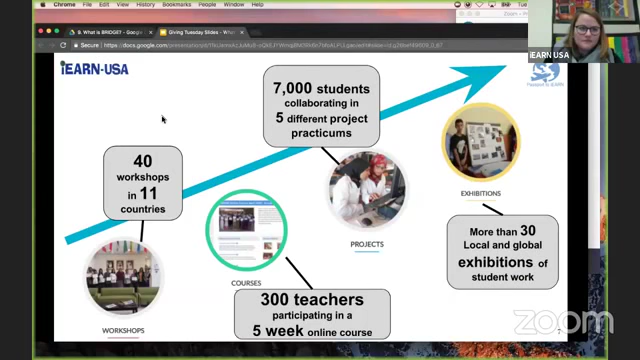 Chrome File Edit View History Bookmarks People Window Help
9. What is BRIDGE? - Google
Giving Tuesday Slides - Wh
Secure
iEARN-USA
iEARN-USA
7,000 students
collaborating in
5 different project
practicums
40
workshops
in 11
countries
EXHIBITIONS
PROJECTS
More than 30
Local and global
exhibitions of
student work
COURSES
300 teachers
participating in a
5 week online course
WORKSHOPS
zoom